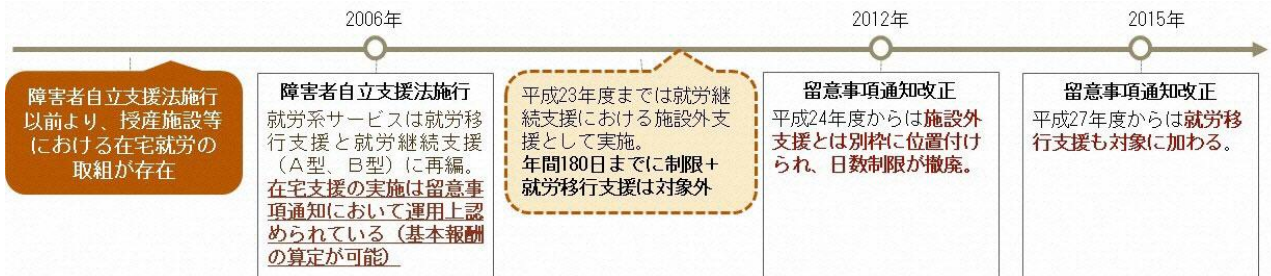 2006年
2012年
2015年
障害者自立支援法施行
以前より、授産施設等
における在宅就労の
取組が存在
障害者自立支援法施行
就労系サービスは就労移
行支援と就労継続支援
（A型、B型）に再編。
在宅支援の実施は留意事
項通知において運用上認
められている（基本報酬
の算定が可能）
平成23年度までは就労継
続支援における施設外支
援として実施。
年間180日までに制限＋
就労移行支援は対象外
留意事項通知改正
平成24年度からは施設外
支援とは別枠に位置付け
られ、日数制限が撤廃。
留意事項通知改正
平成27年度からは就労移
行支援も対象に加わる。